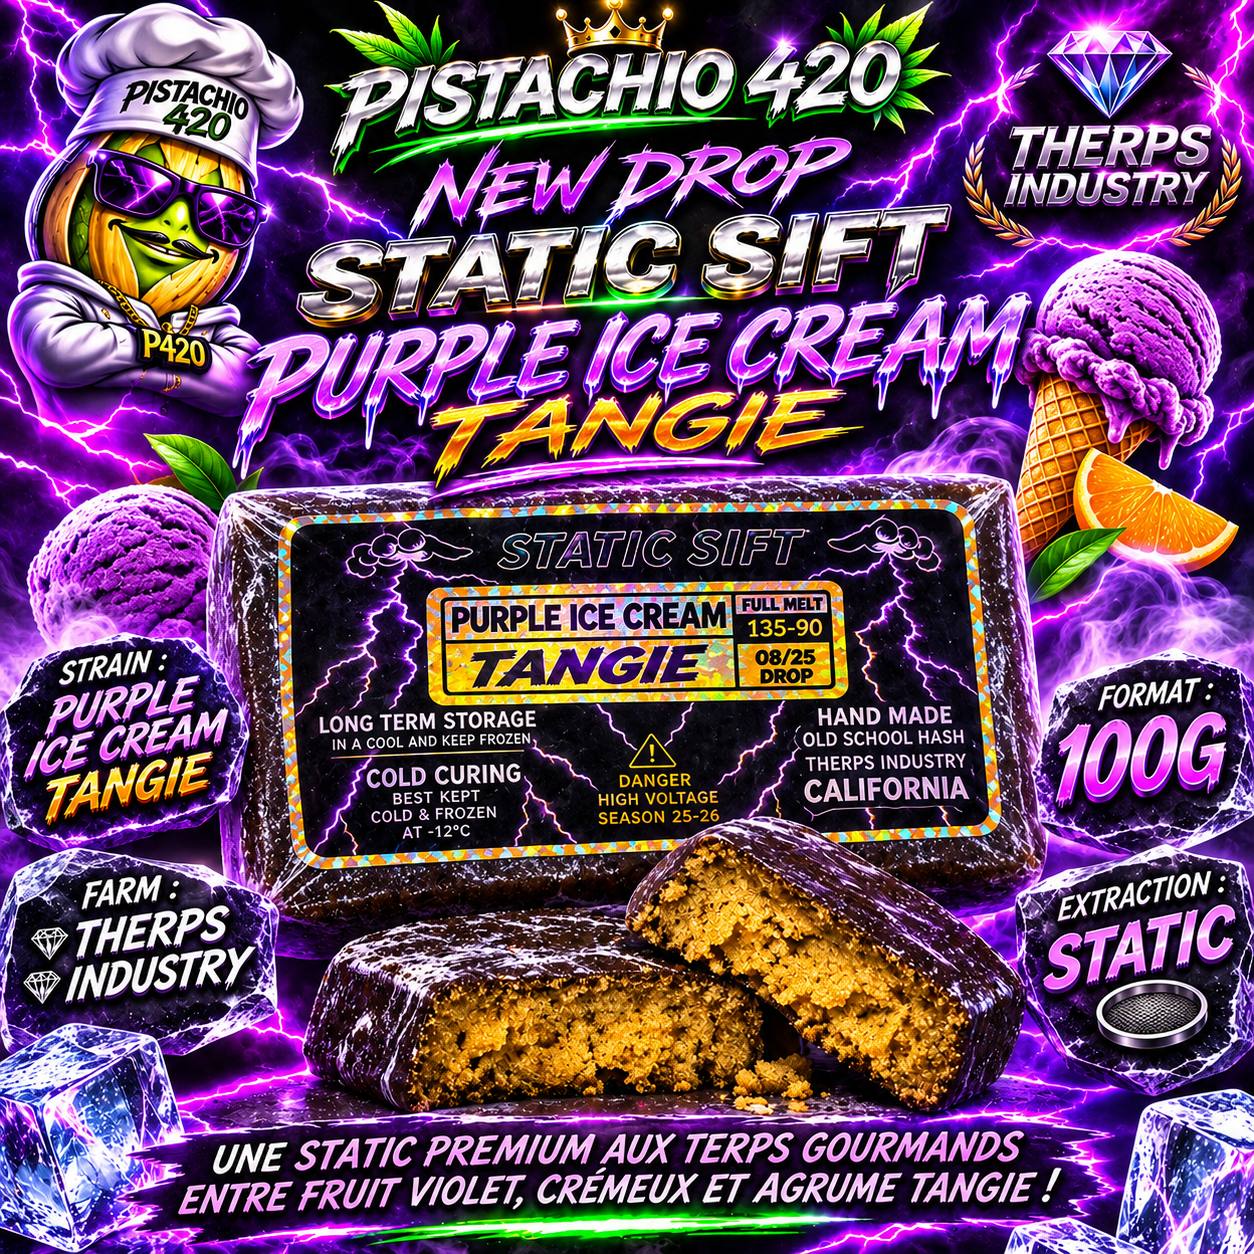 PISTACHIO 420
PISTACHIO
420
P420
THERPS
INDUSTRY
NEW DROP
STATIC SIFT
PURPLE ICE CREAM
TANGIE
STATIC SIFT
PURPLE ICE CREAM
TANGIE
FULL MELT
135-90
08/25
DROP
LONG TERM STORAGE
IN A COOL AND KEEP FROZEN
COLD CURING
BEST KEPT
COLD & FROZEN
AT -12°C
DANGER
HIGH VOLTAGE
SEASON 25-26
HAND MADE
OLD SCHOOL HASH
THERPS INDUSTRY
CALIFORNIA
STRAIN :
PURPLE
ICE CREAM
TANGIE
FARM :
THERPS
INDUSTRY
FORMAT :
100G
EXTRACTION :
STATIC
UNE STATIC PREMIUM AUX TERPS GOURMANDS
ENTRE FRUIT VIOLET, CRÉMEUX ET AGRUME TANGIE !